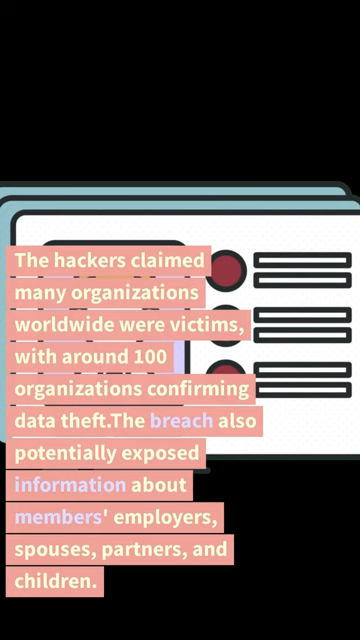 The hackers claimed
many organizations
worldwide were victims,
with around 100
organizations confirming
data theft.The breach also
potentially exposed
information about
members' employers,
spouses, partners, and
children.